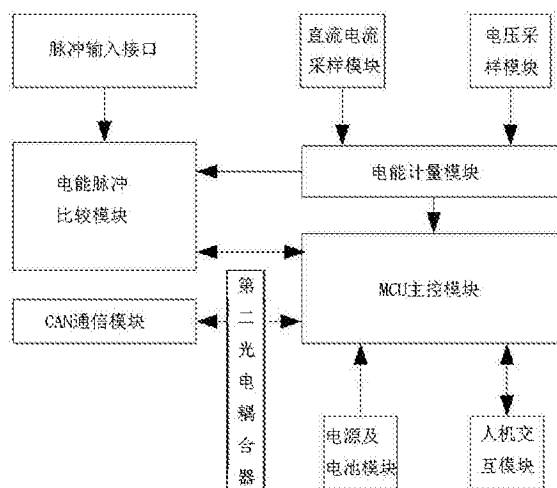 脉冲输入接口
直流电流
采样模块
电压采
样模块
电能脉冲
比较模块
电能计量模块
MCU主控模块
CAN通信模块
第二光电耦合器
电源及
电池模块
人机交
互模块